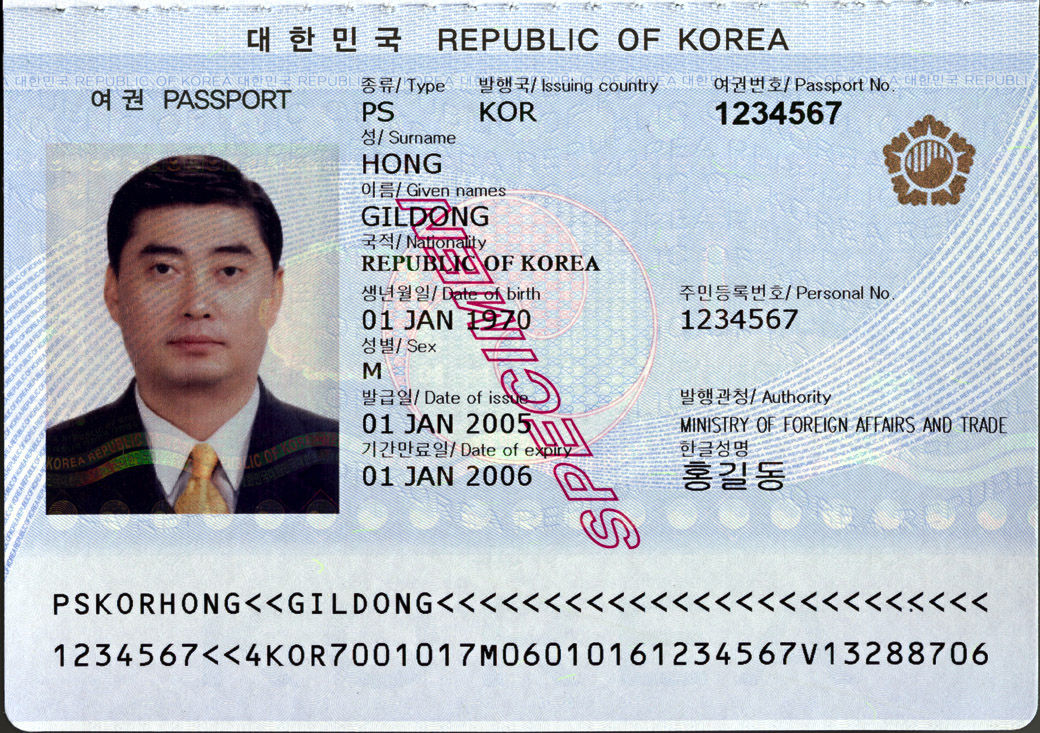 대한민국 REPUBLIC OF KOREA
여권 PASSPORT
종류/ Type 발행국/ Issuing country 여권번호/ Passport No.
PS KOR 1234567
성/ Surname
HONG
이름/ Given names
GILDONG
국적/ Nationality
REPUBLIC OF KOREA
생년월일/ Date of birth 주민등록번호/ Personal No.
01 JAN 1970 1234567
성별/ Sex
M
발급일/ Date of issue 발행관청/ Authority
01 JAN 2005 MINISTRY OF FOREIGN AFFAIRS AND TRADE
기간만료일/ Date of expiry 한글성명
01 JAN 2006 홍길동
SPECIMEN
PSKORHONG<<GILDONG<<<<<<<<<<<<<<<<<<<<<<<<<<
1234567<<4KOR7001017M06010161234567V13288706